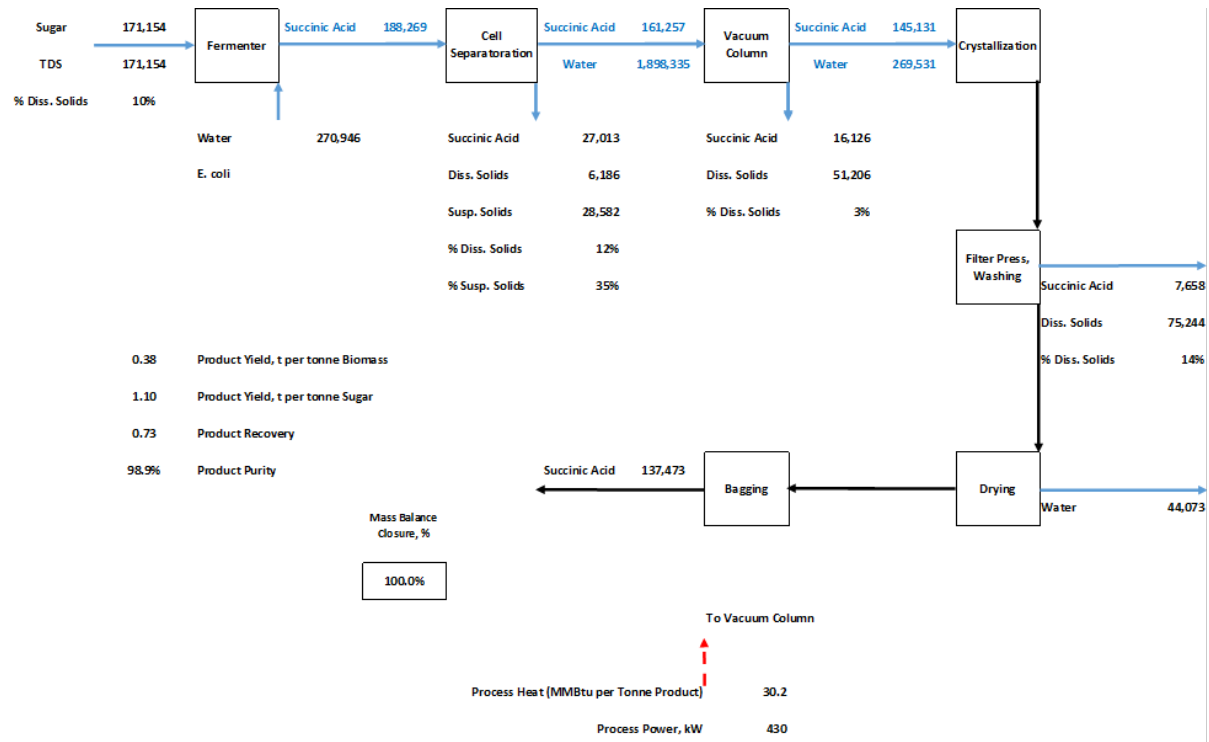 Sugar 171,154
Fermenter
Succinic Acid 188,269
Cell
Separatoration
Succinic Acid 161,257
Vacuum
Column
Succinic Acid 145,131
Crystallization
TDS 171,154
Water 1,898,335
Water 269,531
% Diss. Solids 10%
Water 270,946
Succinic Acid 27,013
Succinic Acid 16,126
E. coli
Diss. Solids 6,186
Diss. Solids 51,206
Susp. Solids 28,582
% Diss. Solids 3%
% Diss. Solids 12%
Filter Press,
Washing
% Susp. Solids 35%
Succinic Acid 7,658
Diss. Solids 75,244
0.38 Product Yield, t per tonne Biomass
% Diss. Solids 14%
1.10 Product Yield, t per tonne Sugar
0.73 Product Recovery
98.9% Product Purity
Succinic Acid 137,473
Bagging
Drying
Water 44,073
Mass Balance
Closure, %
100.0%
To Vacuum Column
Process Heat (MMBtu per Tonne Product) 30.2
Process Power, kW 430